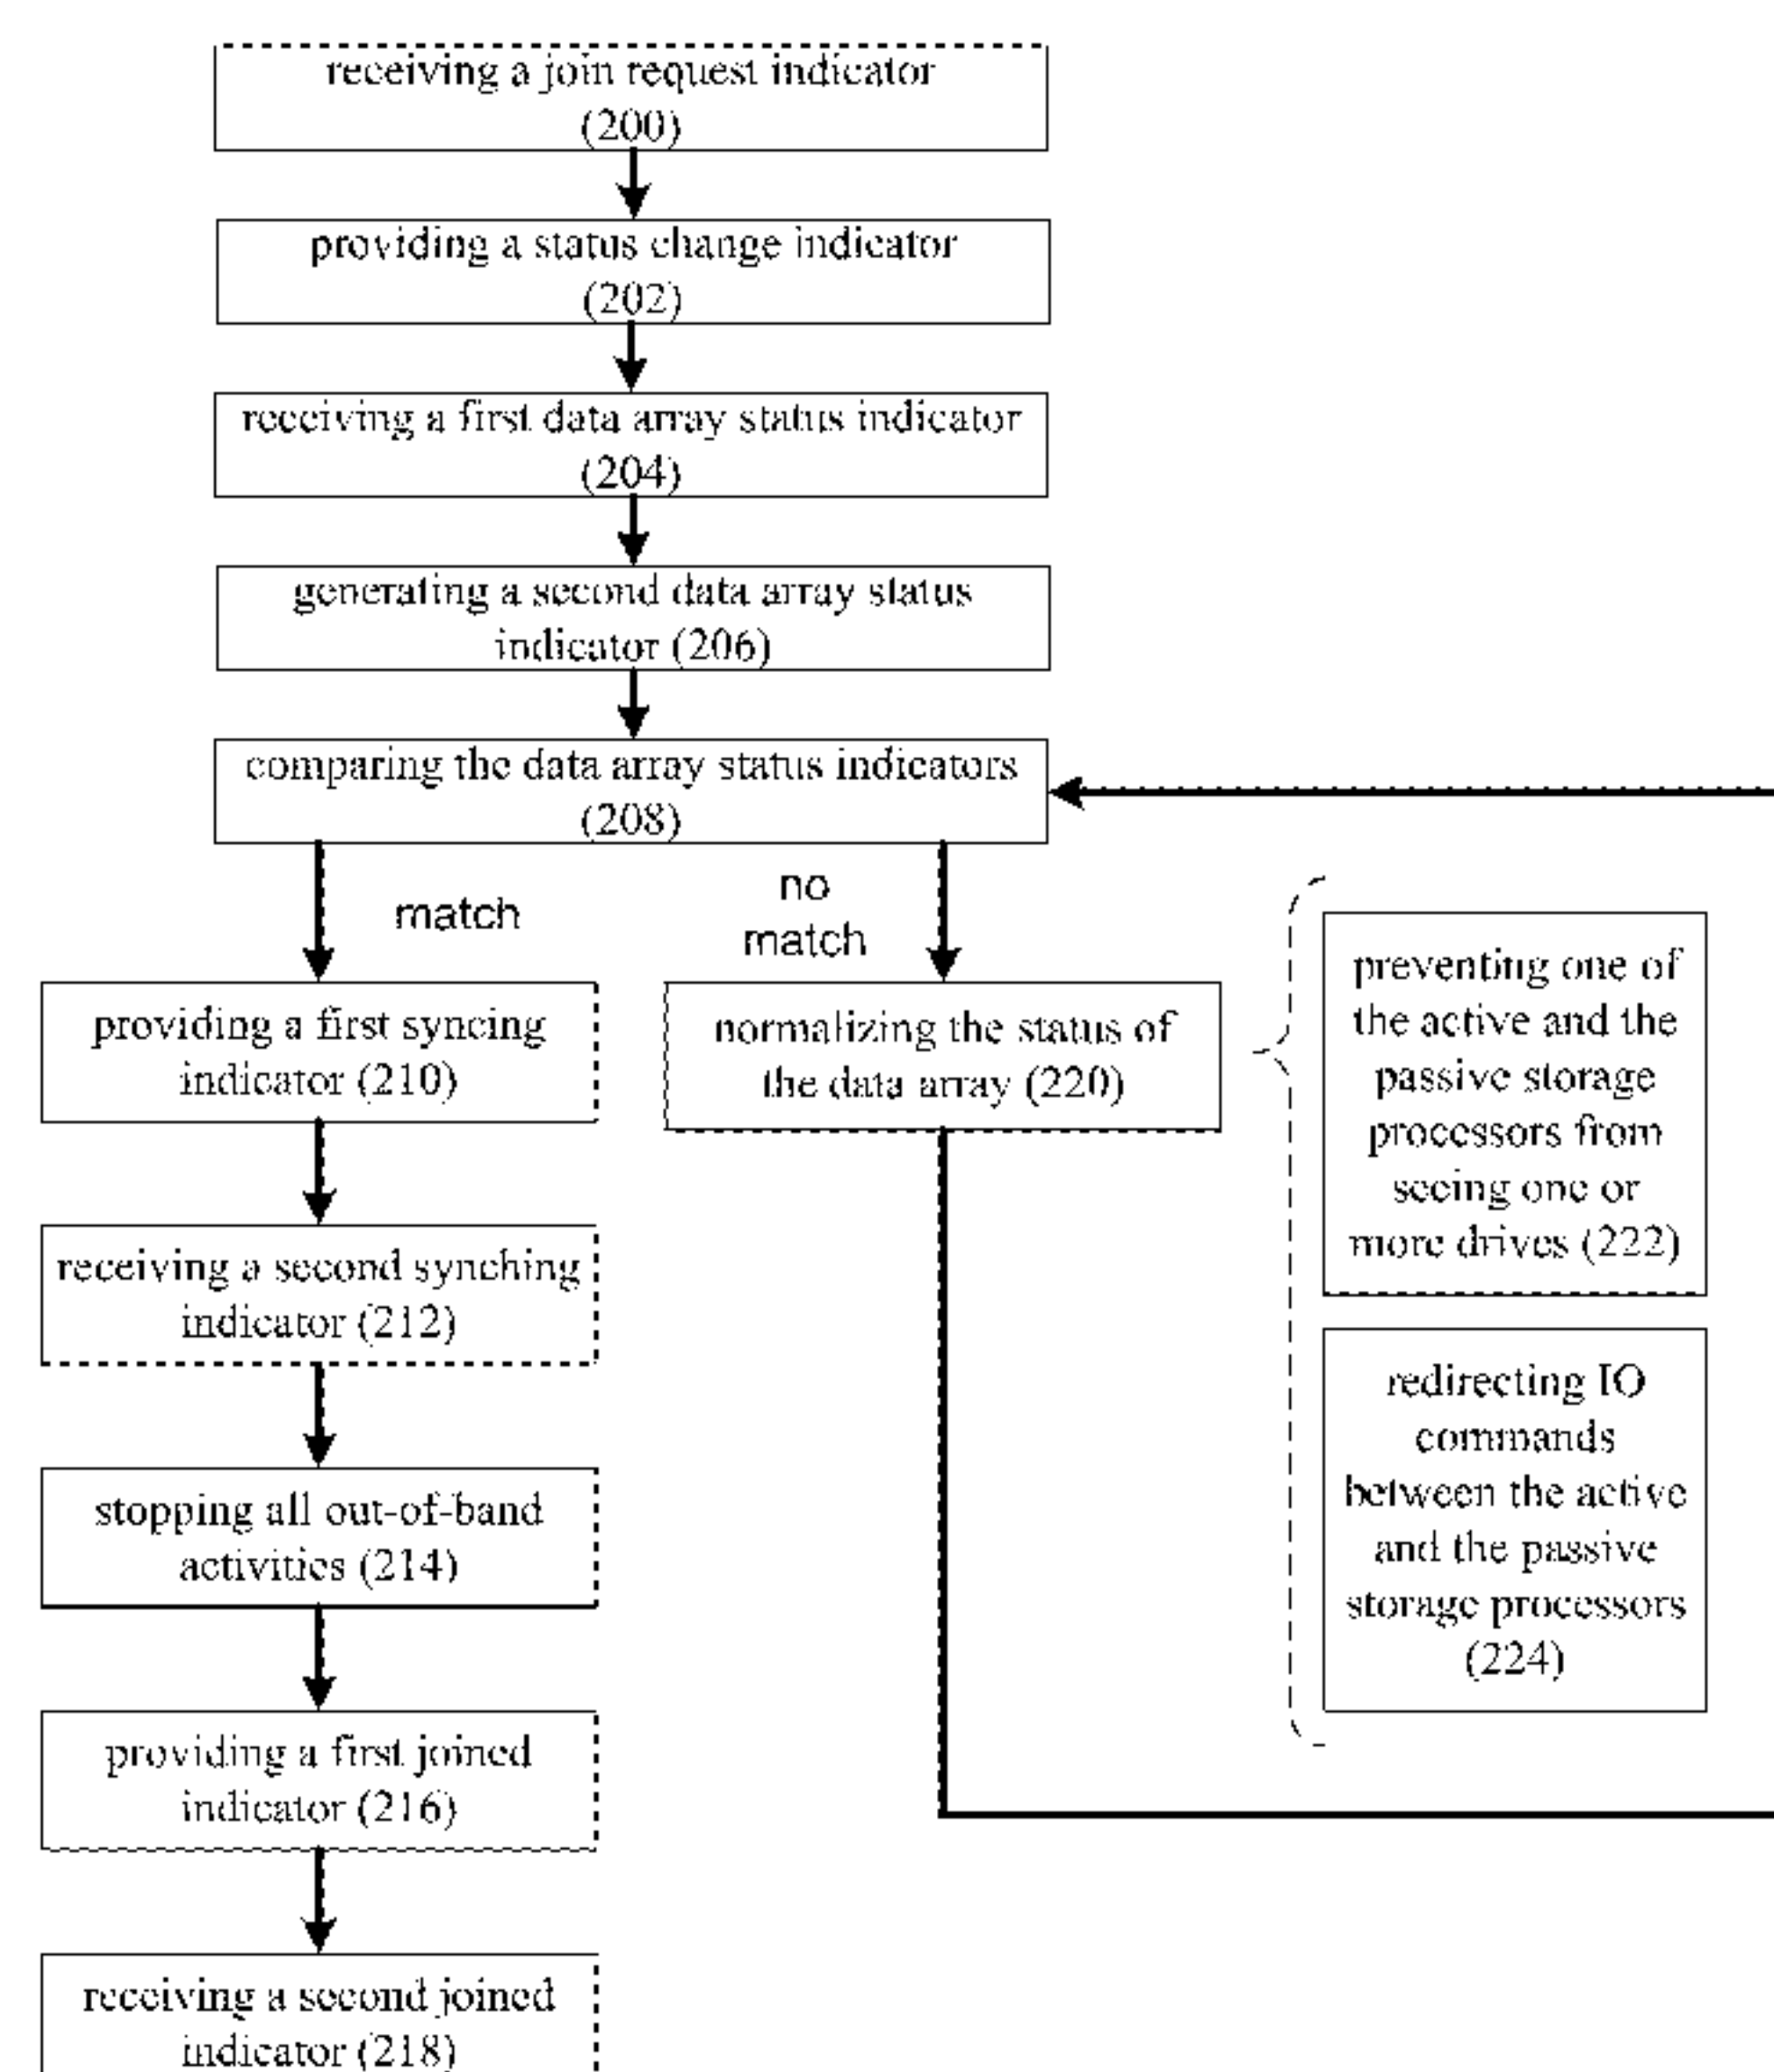 receiving a join request indicator
(200)
providing a status change indicator
(202)
receiving a first data array status indicator
(204)
generating a second data array status
indicator (206)
comparing the data array status indicators
(208)
match
no
match
providing a first syncing
indicator (210)
receiving a second synching
indicator (212)
stopping all out-of-band
activities (214)
providing a first joined
indicator (216)
receiving a second joined
indicator (218)
normalizing the status of
the data array (220)
preventing one of
the active and the
passive storage
processors from
seeing one or
more drives (222)
redirecting IO
commands
between the active
and the passive
storage processors
(224)